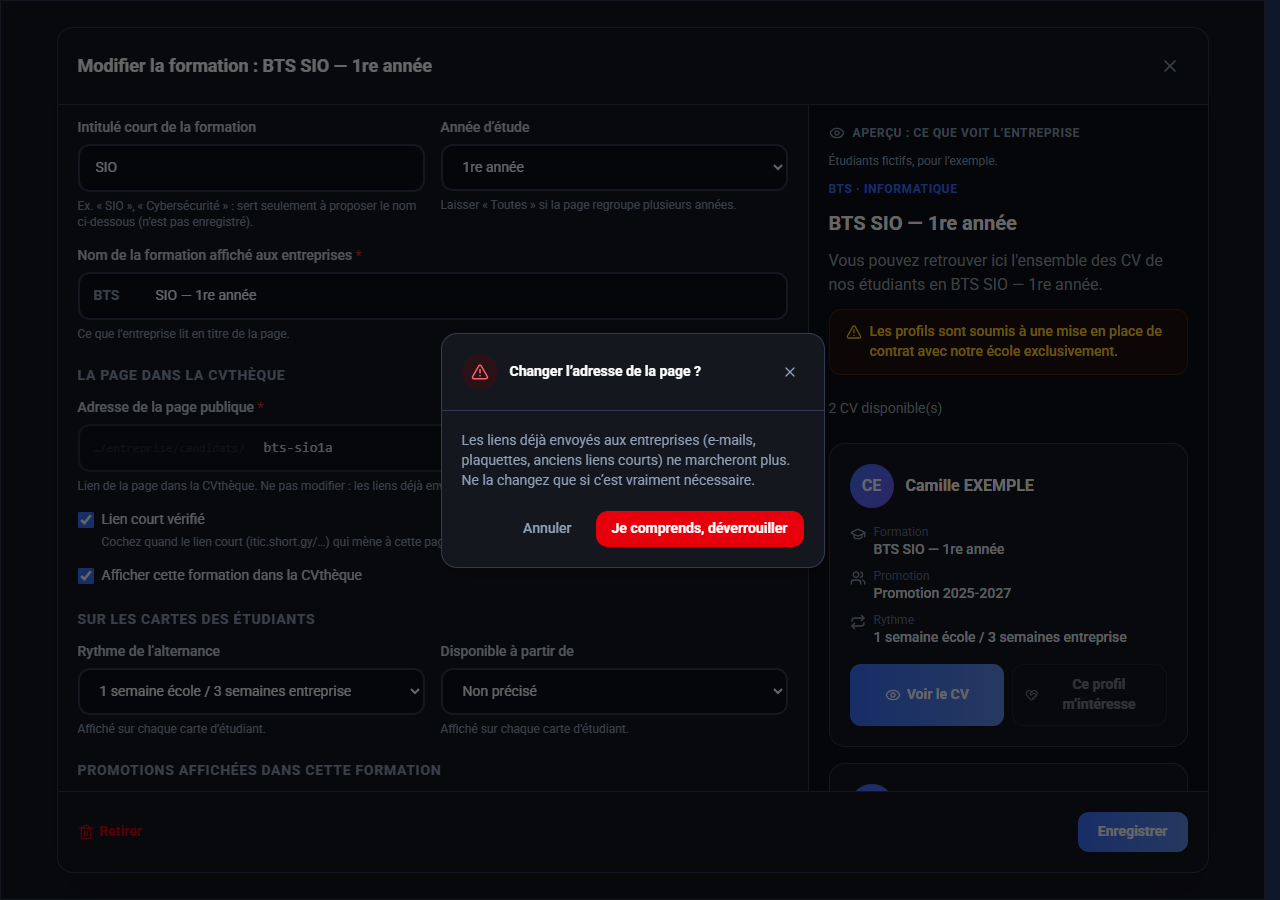 Modifier la formation : BTS SIO — 1re année
Intitulé court de la formation
SIO
Ex. « SIO », « Cybersécurité » : sert seulement à proposer le nom
ci-dessous (n'est pas enregistré).
Année d'étude
1re année
Laisser « Toutes » si la page regroupe plusieurs années.
Nom de la formation affiché aux entreprises *
BTS SIO — 1re année
Ce que l'entreprise lit en titre de la page.
LA PAGE DANS LA CVTHÈQUE
Adresse de la page publique *
…/entreprise/candidats/ bts-sio1a
Lien de la page dans la CVthèque. Ne pas modifier : les liens déjà
Lien court vérifié
Cochez quand le lien court (itic.short.gy/…) qui mène à cette
Afficher cette formation dans la CVthèque
SUR LES CARTES DES ÉTUDIANTS
Rythme de l'alternance
1 semaine école / 3 semaines entreprise
Affiché sur chaque carte d'étudiant.
Disponible à partir de
Non précisé
Affiché sur chaque carte d'étudiant.
PROMOTIONS AFFICHÉES DANS CETTE FORMATION
Retirer
Enregistrer
Changer l'adresse de la page ?
Les liens déjà envoyés aux entreprises (e-mails,
plaquettes, anciens liens courts) ne marcheront plus.
Ne la changez que si c'est vraiment nécessaire.
Annuler
Je comprends, déverrouiller
APERÇU : CE QUE VOIT L'ENTREPRISE
Étudiants fictifs, pour l'exemple.
BTS · INFORMATIQUE
BTS SIO — 1re année
Vous pouvez retrouver ici l'ensemble des CV de
nos étudiants en BTS SIO — 1re année.
Les profils sont soumis à une mise en place de
contrat avec notre école exclusivement.
2 CV disponible(s)
CE
Camille EXEMPLE
Formation
BTS SIO — 1re année
Promotion
Promotion 2025-2027
Rythme
1 semaine école / 3 semaines entreprise
Voir le CV
Ce profil
m'intéresse